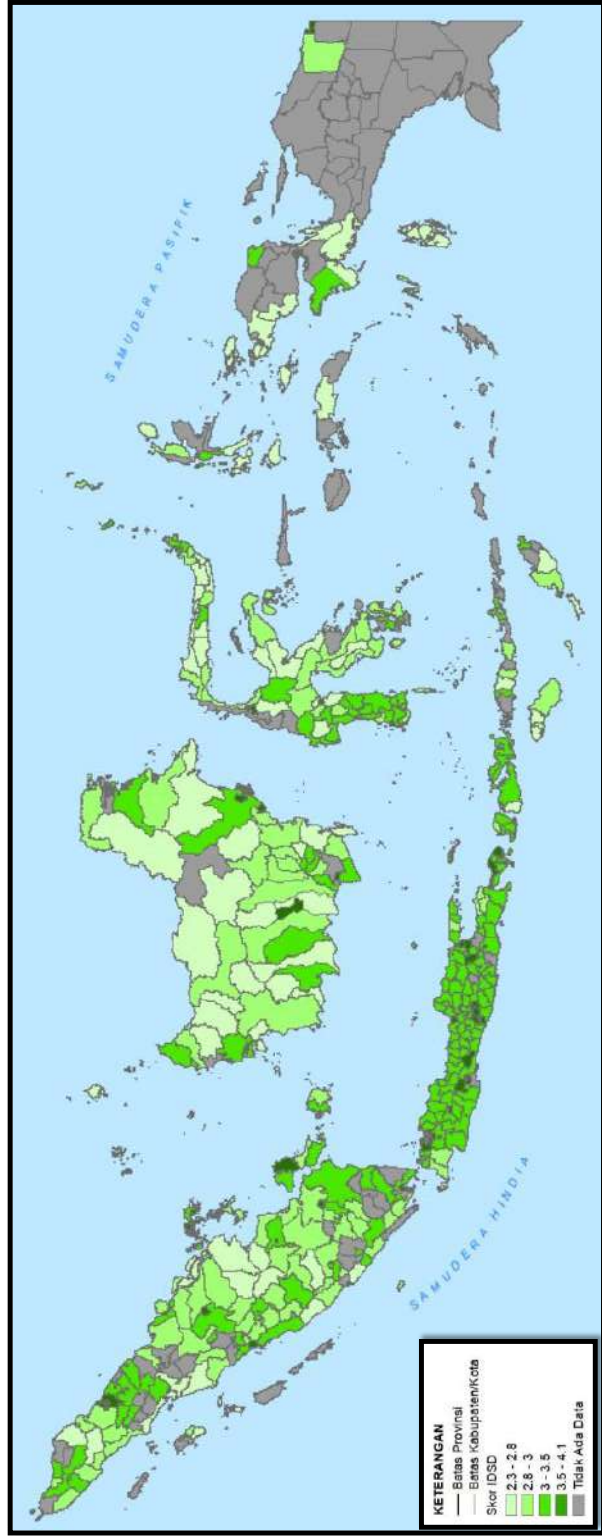 SAMUDERA PASIFIK
SAMUDERA HINDIA
KETERANGAN
Batas Provinsi
Batas Kabupaten/Kota
Skor IDSD
2.3 - 2.8
2.8 - 3
3 - 3.5
3.5 - 4.1
Tidak Ada Data